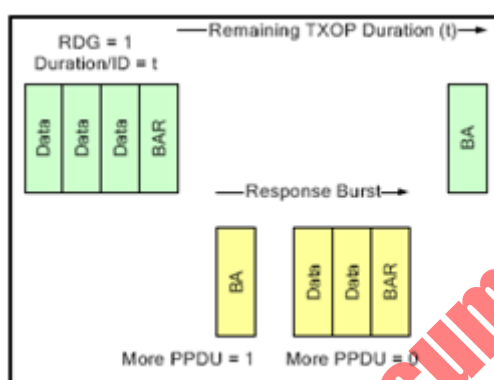 RDG = 1
Duration/ID = t
Remaining TXOP Duration (t)
Data
Data
Data
BAR
BA
Response Burst
BA
Data
Data
BAR
More PPDU = 1
More PPDU = 0